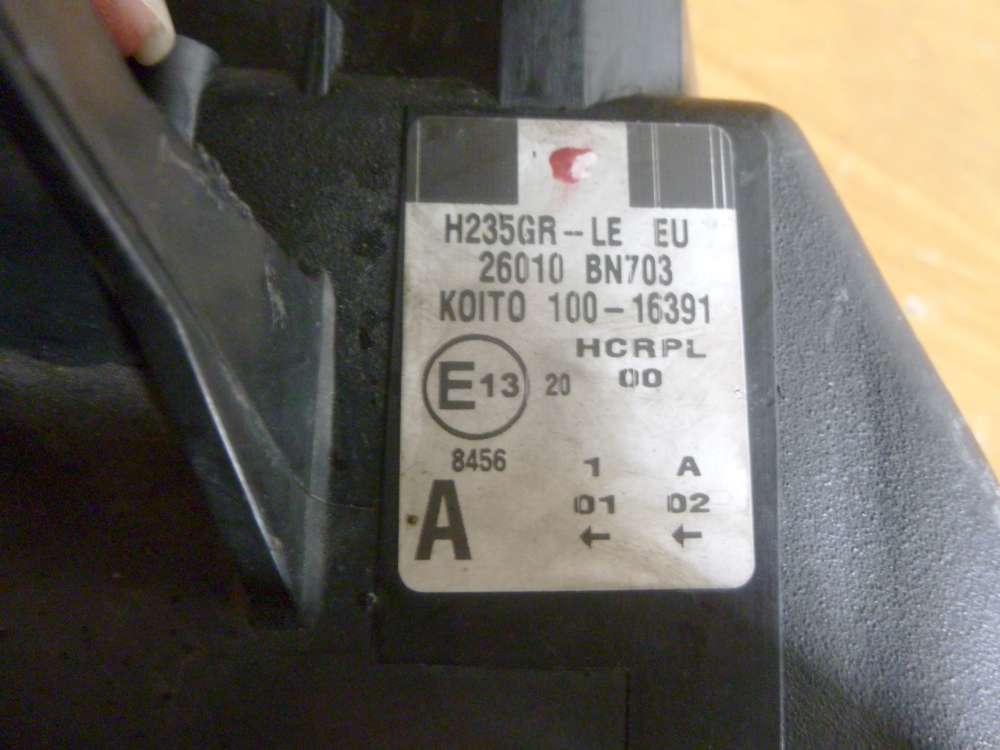 H235GR--LE EU
26010 BN703
KOITO 100-16391
HCRPL
E13 20 00
8456 1 A
01 02
A ← ←